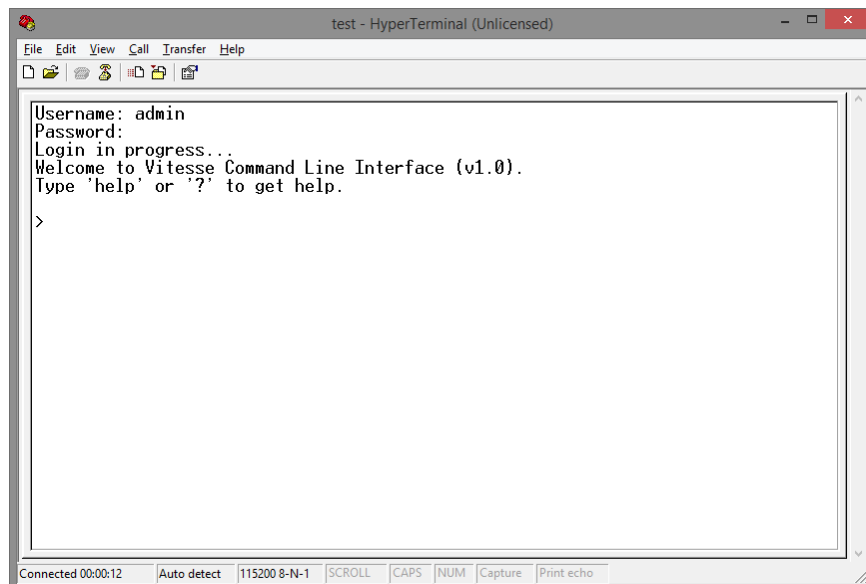 test - HyperTerminal (Unlicensed)
File Edit View Call Transfer Help
Username: admin
Password:
Login in progress...
Welcome to Vitesse Command Line Interface (v1.0).
Type 'help' or '?' to get help.
>
Connected 00:00:12 Auto detect 115200 8-N-1 SCROLL CAPS NUM Capture Print echo